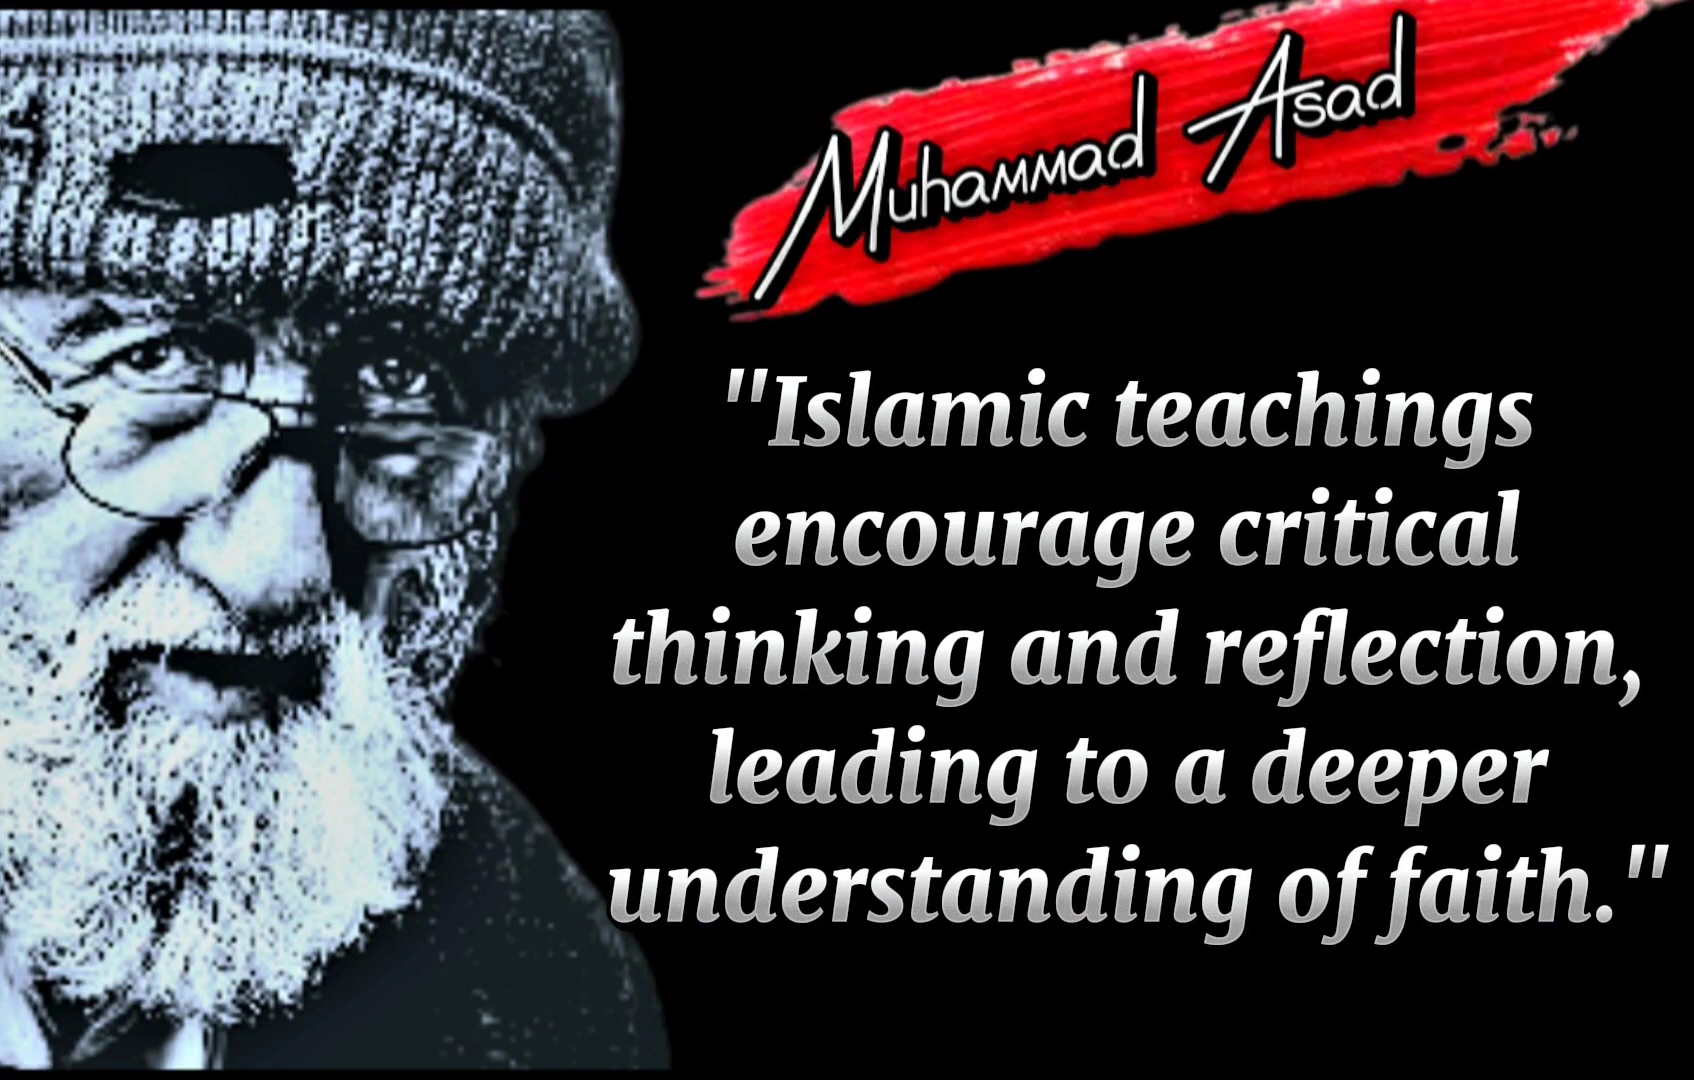 Muhammad Asad
"Islamic teachings
encourage critical
thinking and reflection,
leading to a deeper
understanding of faith."